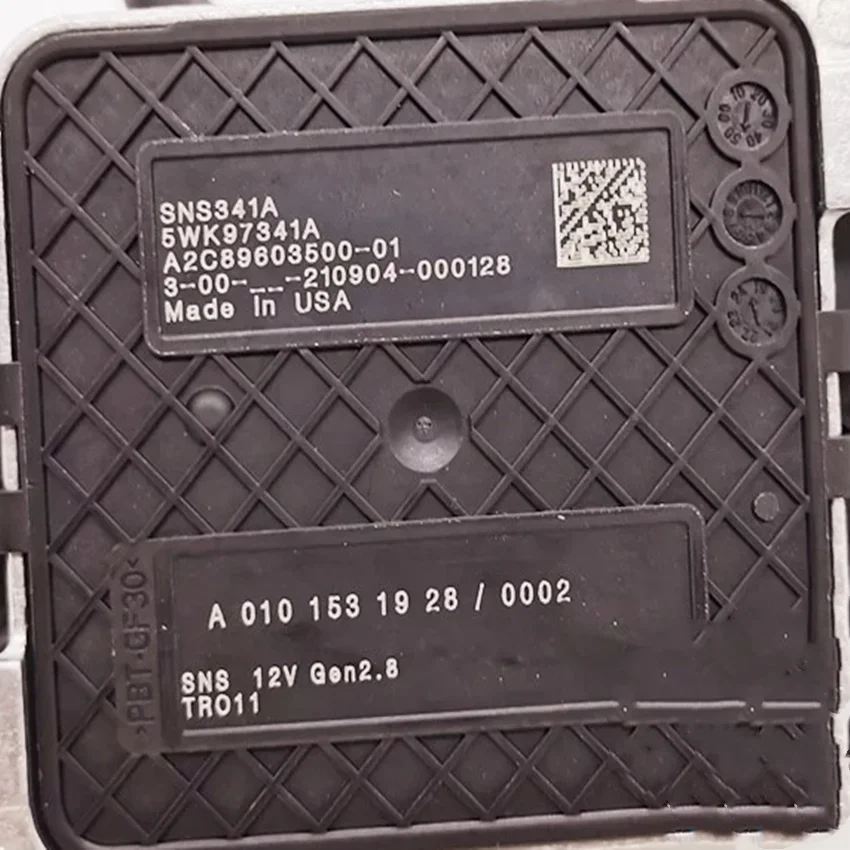 SNS341A
5WK97341A
A2C89603500-01
3-00-__-210904-000128
Made In USA
>PBT-GF30<
A 010 153 19 28 / 0002
SNS 12V Gen2.8
TRO11